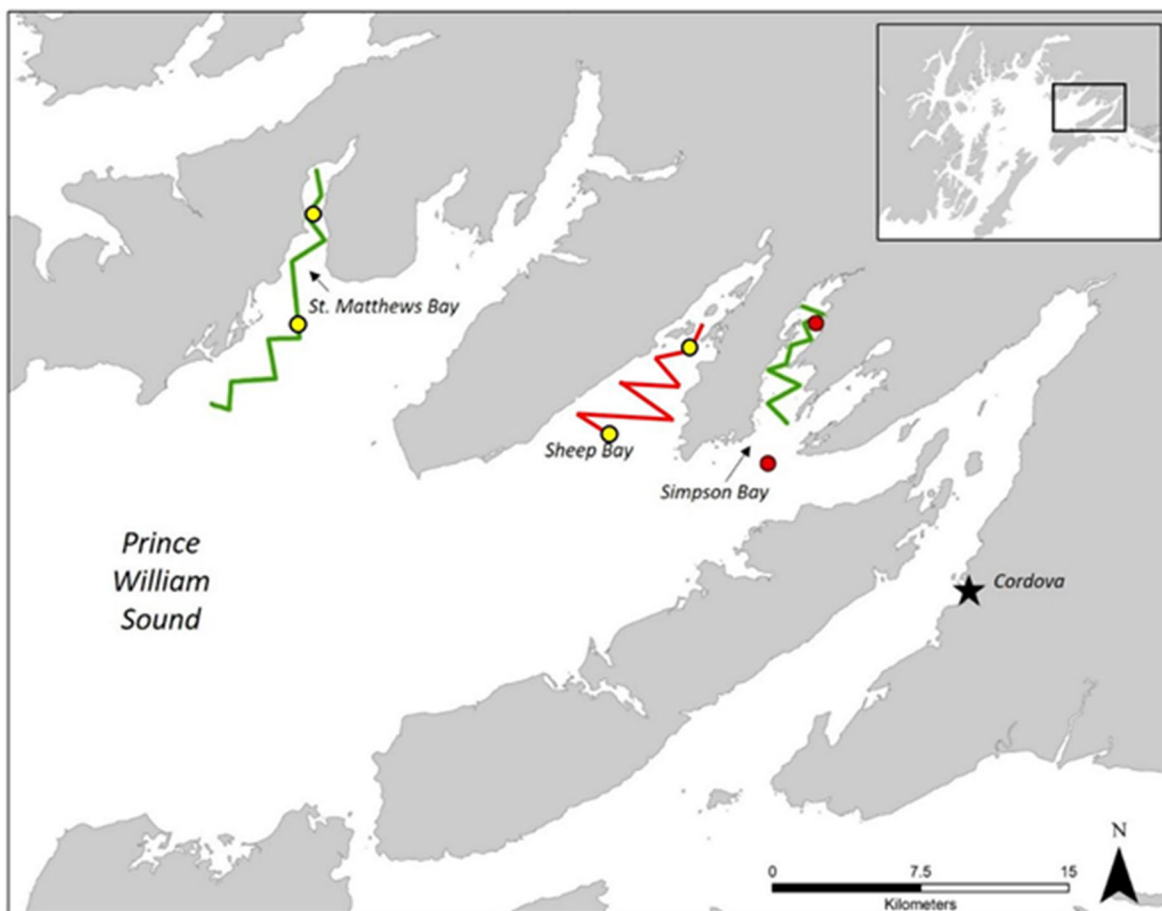 St. Matthews Bay
Sheep Bay
Simpson Bay
Prince
William
Sound
Cordova
N
0 7.5 15
Kilometers